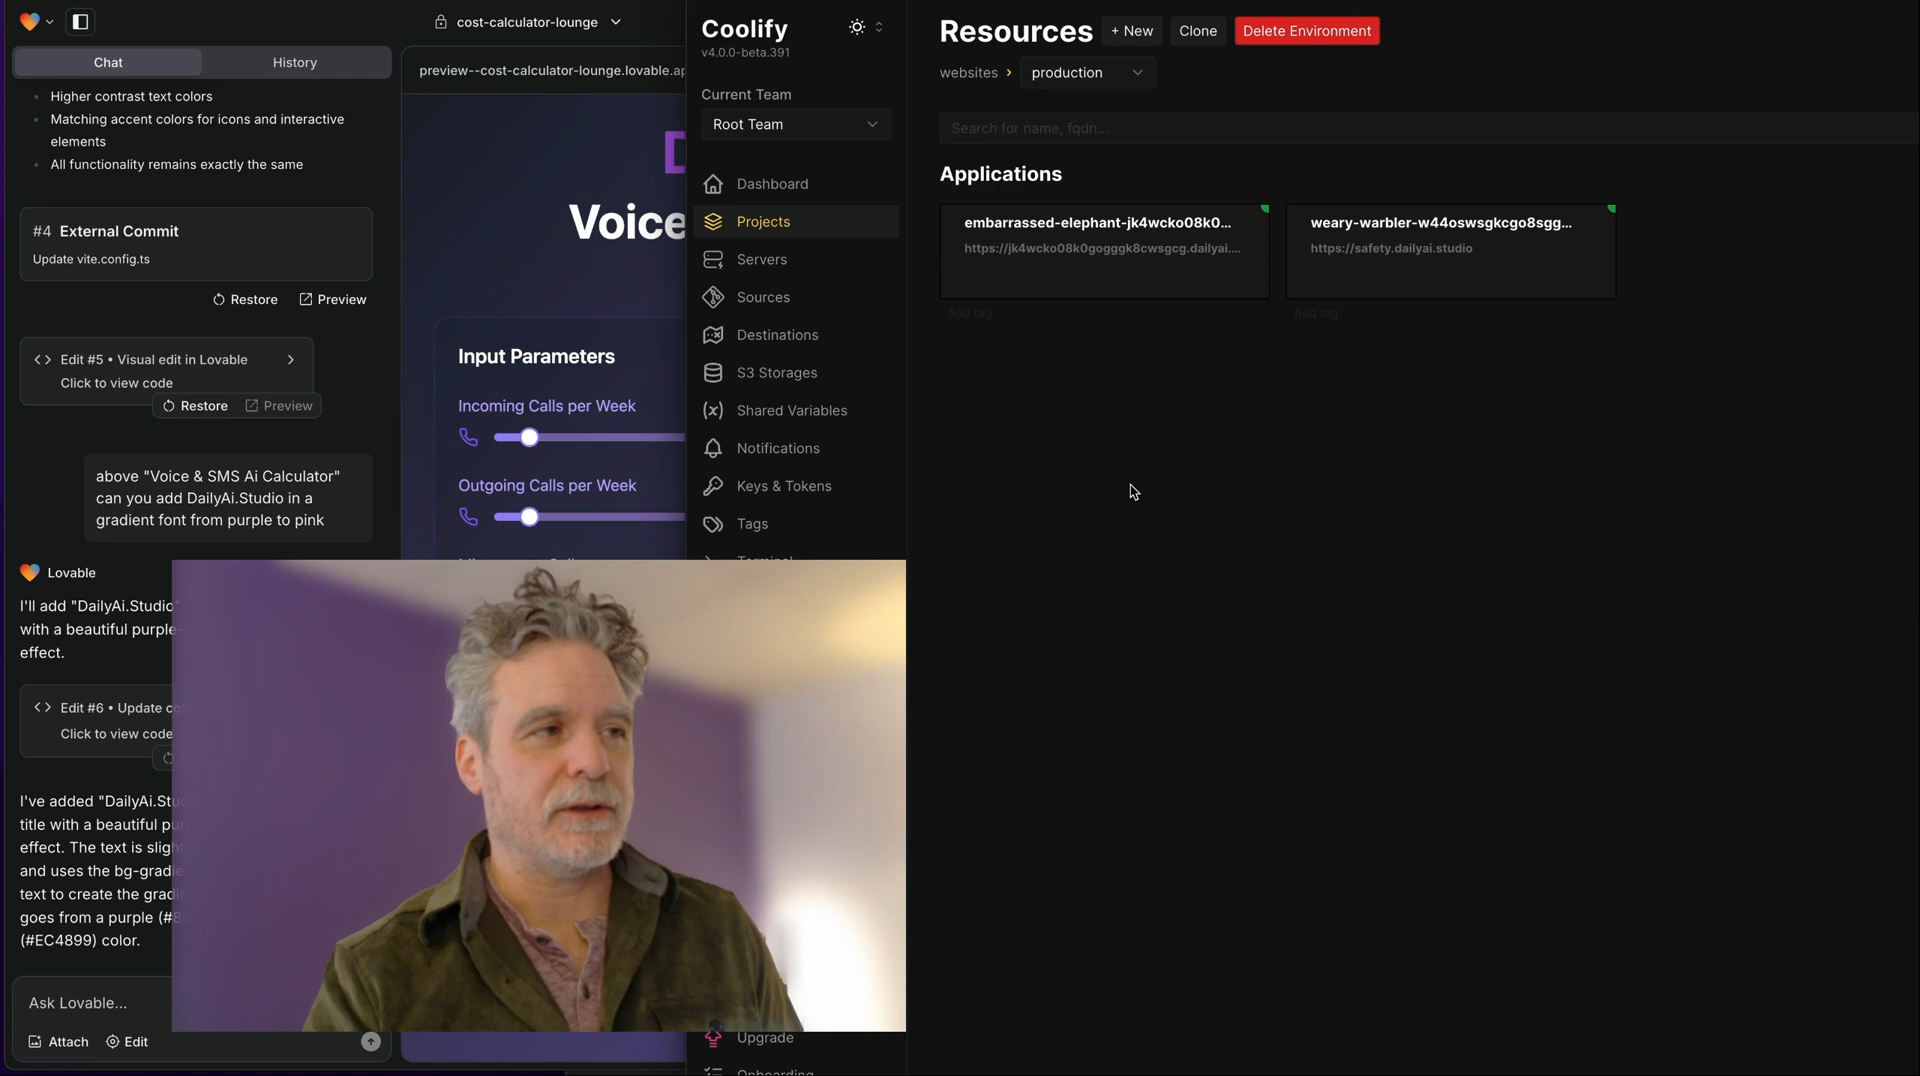 cost-calculator-lounge
Chat
History
Higher contrast text colors
Matching accent colors for icons and interactive
elements
All functionality remains exactly the same
#4 External Commit
Update vite.config.ts
Restore
Preview
Edit #5 • Visual edit in Lovable
Click to view code
Restore
Preview
above "Voice & SMS Ai Calculator"
can you add DailyAi.Studio in a
gradient font from purple to pink
Lovable
I'll add "DailyAi.Studio"
with a beautiful purple-
effect.
Edit #6 • Update
Click to view code
I've added "DailyAi.Stu
title with a beautiful
effect. The text is
and uses the
text to create the
goes from a purple
(#EC4899) color.
Ask Lovable...
Attach
Edit
preview--cost-calculator-lounge.lovable.ap
D
Voice
Input Parameters
Incoming Calls per Week
Outgoing Calls per Week
Coolify
v4.0.0-beta.391
Current Team
Root Team
Dashboard
Projects
Servers
Sources
Destinations
S3 Storages
Shared Variables
Notifications
Keys & Tokens
Tags
Terminal
Upgrade
Onboarding
Resources
+ New
Clone
Delete Environment
websites
production
Search for name, fqdn...
Applications
embarrassed-elephant-jk4wcko08k0...
https://jk4wcko08k0gogggk8cwsgcg.dailyai....
Add tag
weary-warbler-w44oswsgkcgo8sgg...
https://safety.dailyai.studio
Add tag